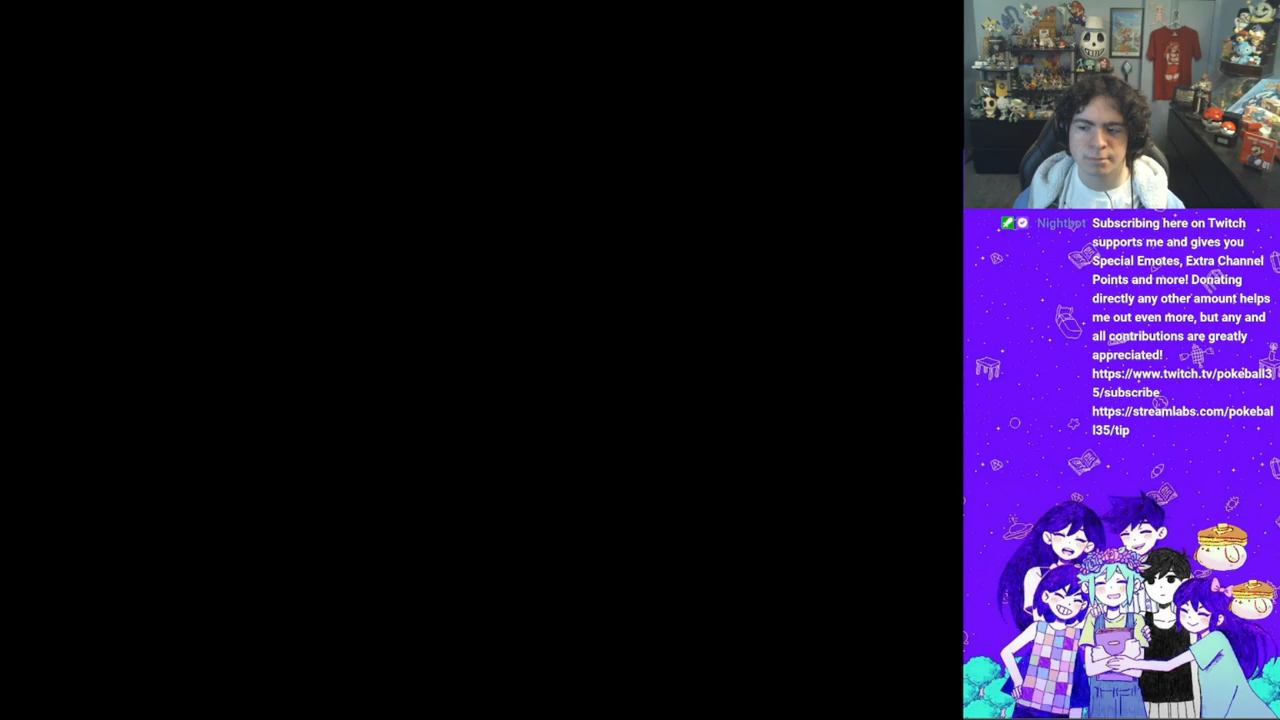 Nightbot Subscribing here on Twitch
supports me and gives you
Special Emotes, Extra Channel
Points and more! Donating
directly any other amount helps
me out even more, but any and
all contributions are greatly
appreciated!
https://www.twitch.tv/pokeball3
5/subscribe
https://streamlabs.com/pokebal
l35/tip